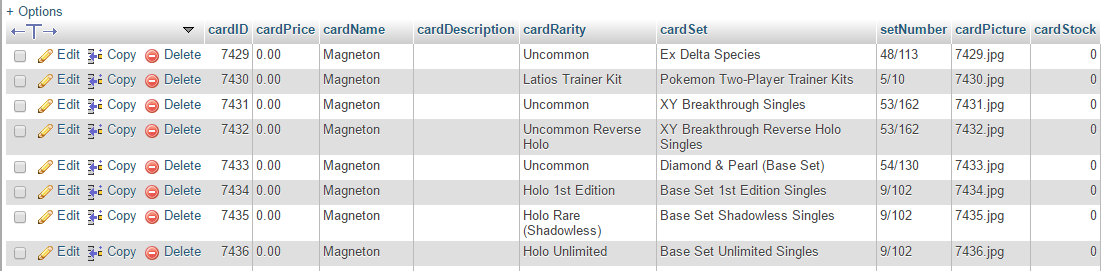 + Options
cardID cardPrice cardName cardDescription cardRarity cardSet setNumber cardPicture cardStock
Edit Copy Delete 7429 0.00 Magneton Uncommon Ex Delta Species 48/113 7429.jpg 0
Edit Copy Delete 7430 0.00 Magneton Latios Trainer Kit Pokemon Two-Player Trainer Kits 5/10 7430.jpg 0
Edit Copy Delete 7431 0.00 Magneton Uncommon XY Breakthrough Singles 53/162 7431.jpg 0
Edit Copy Delete 7432 0.00 Magneton Uncommon Reverse XY Breakthrough Reverse Holo 53/162 7432.jpg 0
Holo Singles
Edit Copy Delete 7433 0.00 Magneton Uncommon Diamond & Pearl (Base Set) 54/130 7433.jpg 0
Edit Copy Delete 7434 0.00 Magneton Holo 1st Edition Base Set 1st Edition Singles 9/102 7434.jpg 0
Edit Copy Delete 7435 0.00 Magneton Holo Rare Base Set Shadowless Singles 9/102 7435.jpg 0
(Shadowless)
Edit Copy Delete 7436 0.00 Magneton Holo Unlimited Base Set Unlimited Singles 9/102 7436.jpg 0